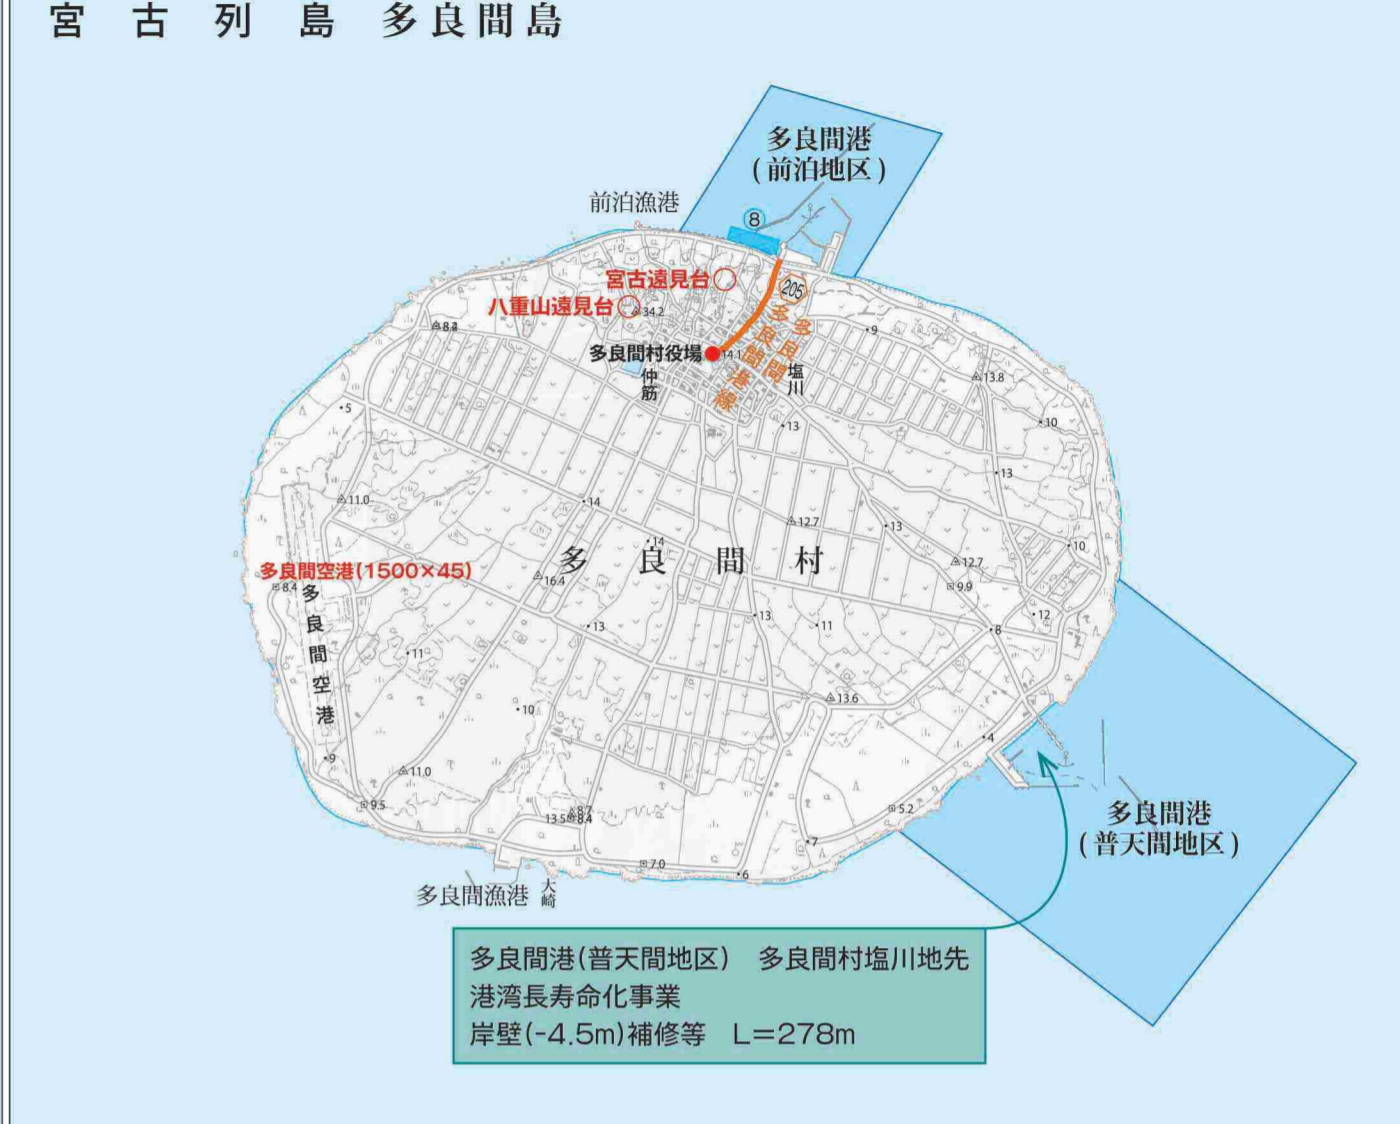 宮古列島 多良間島
多良間港
(前泊地区)
前泊漁港
⑧
宮古遠見台
205
八重山遠見台
34.2
8.2
9
多良間村役場
14.1
多良間
多良間港線
塩川
仲筋
13.8
5
10
13
13
11.0
14
12.7
13
14
10
多良間村
12.7
多良間空港(1500×45)
16.4
8.4
9.9
多良間空港
13
12
13
11
8
11
13.6
10
4
9
11.0
9.5
8.7
13.5
8.4
5.2
多良間港
(普天間地区)
7
7.0
6
多良間漁港
大崎
多良間港(普天間地区) 多良間村塩川地先
港湾長寿命化事業
岸壁(-4.5m)補修等 L=278m